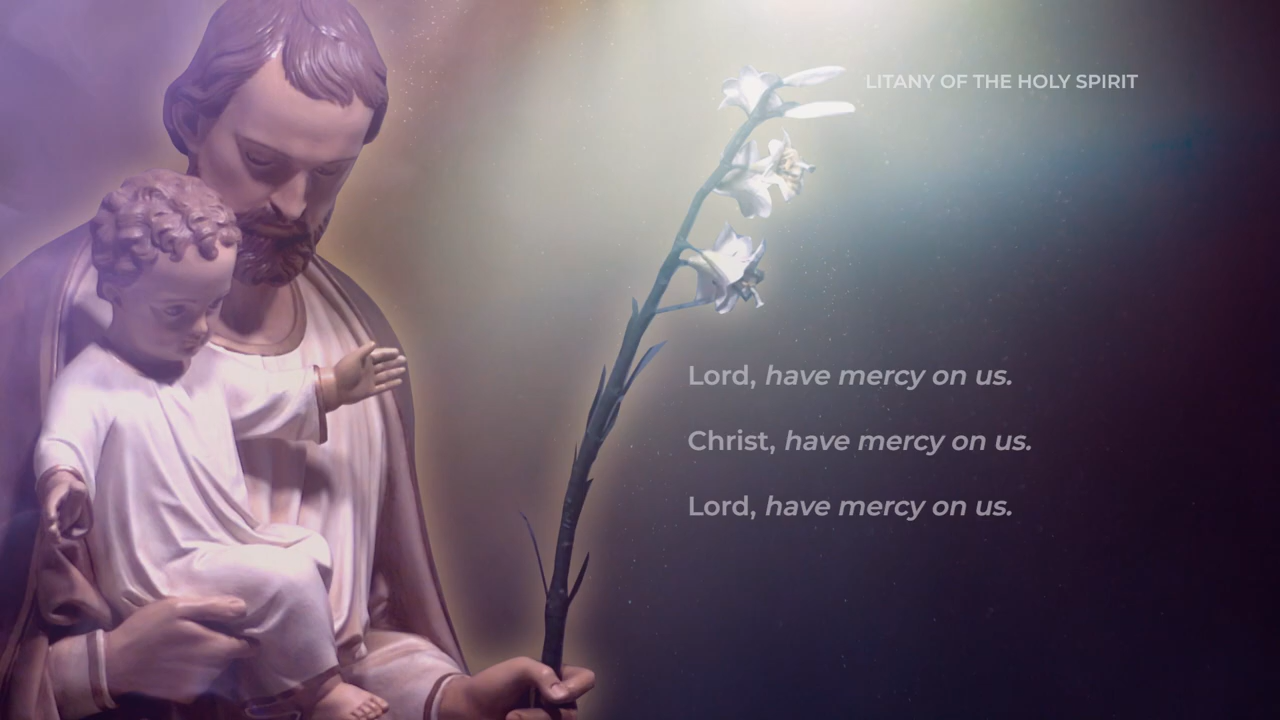 LITANY OF THE HOLY SPIRIT
Lord, have mercy on us.
Christ, have mercy on us.
Lord, have mercy on us.